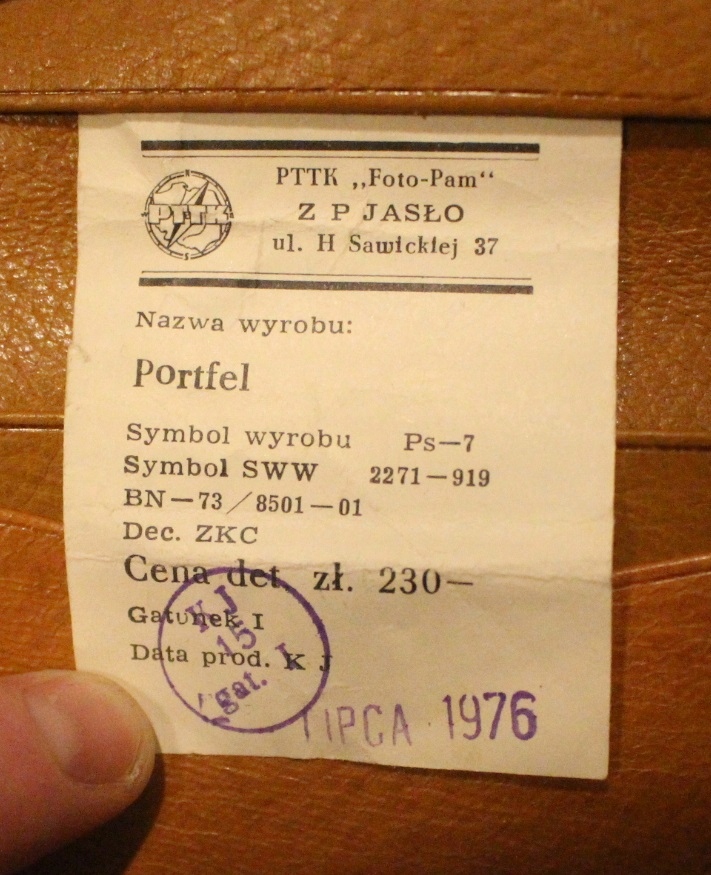 PTTK „Foto-Pam“
Z P JASŁO
ul. H Sawickiej 37
PTTK
Nazwa wyrobu:
Portfel
Symbol wyrobu Ps—7
Symbol SWW 2271—919
BN—73/8501—01
Dec. ZKC
Cena det. zł. 230—
Gatunek I
Data prod. K J
KJ
15
gat. I
LIPCA 1976